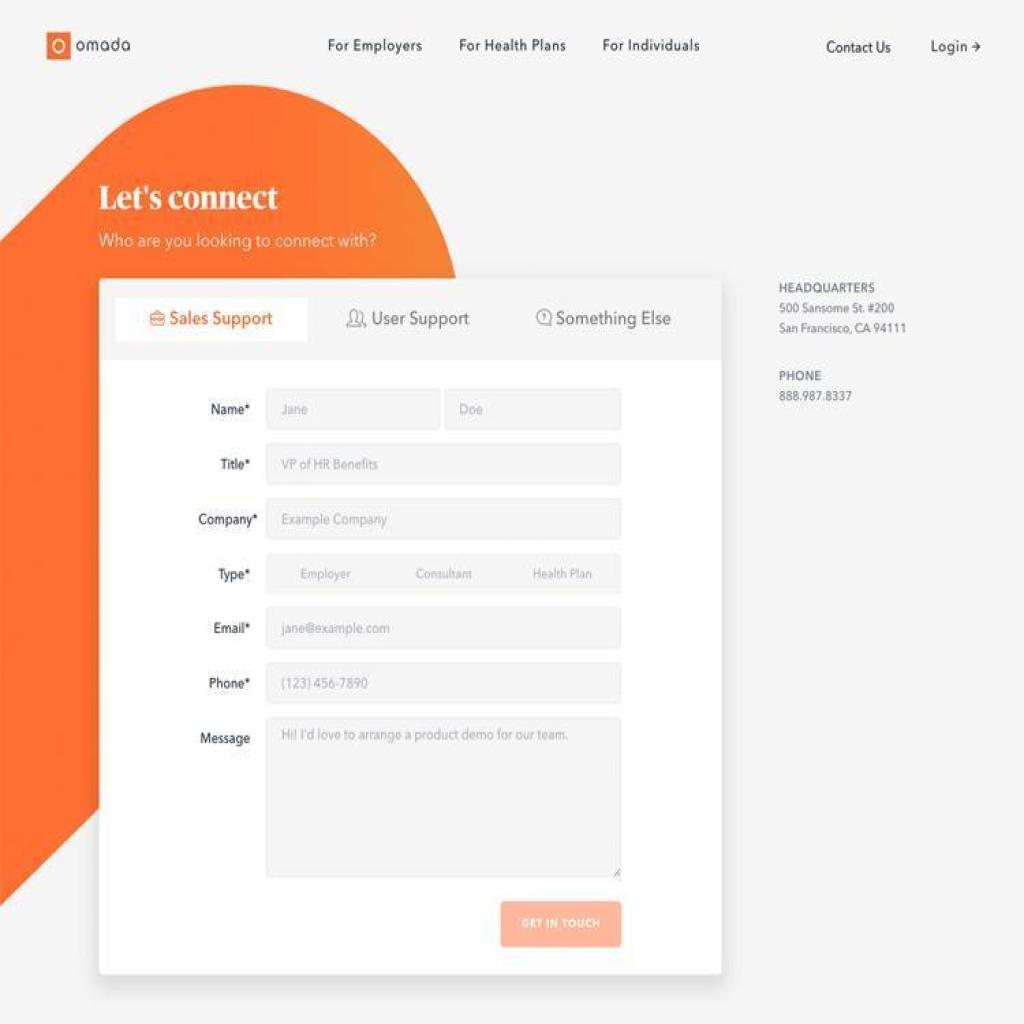 omada
For Employers
For Health Plans
For Individuals
Contact Us
Login →
Let's connect
Who are you looking to connect with?
Sales Support
User Support
Something Else
Name*
Jane
Doe
Title*
VP of HR Benefits
Company*
Example Company
Type*
Employer
Consultant
Health Plan
Email*
jane@example.com
Phone*
(123) 456-7890
Message
Hi! I'd love to arrange a product demo for our team.
GET IN TOUCH
HEADQUARTERS
500 Sansome St. #200
San Francisco, CA 94111
PHONE
888.987.8337